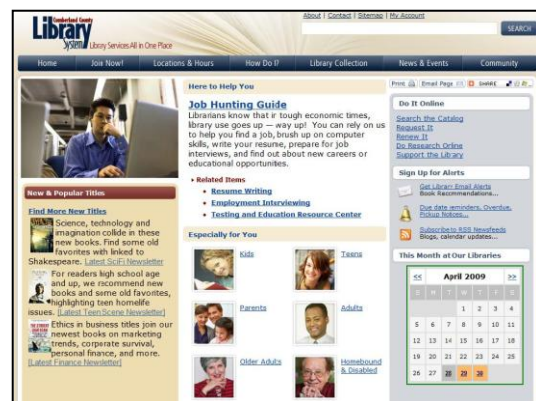 About | Contact | Sitemap | My Account
Cumberland County
Library
System Library Services All in One Place
SEARCH
Home Join Now! Locations & Hours How Do I? Library Collection News & Events Community
Print Email Page SHARE
Here to Help You
Job Hunting Guide
Librarians know that ir tough economic times,
library use goes up — way up! You can rely on us
to help you find a job, brush up on computer
skills, write your resume, prepare for job
interviews, and find out about new careers or
educational opportunities.
Related Items
Resume Writing
Employment Interviewing
Testing and Education Resource Center
Especially for You
Kids
Teens
Parents
Adults
Older Adults
Homebound
& Disabled
New & Popular Titles
Find More New Titles
Science, technology and
imagination collide in these
new books. Find some old
favorites with linked to
Shakespeare. [Latest SciFi Newsletter]
For readers high school age
and up, we recommend new
books and some old favorites,
highlighting teen homelife
issues. [Latest Teen Scene Newsletter]
Ethics in business titles join our
newest books on marketing
trends, corporate survival,
personal finance, and more.
[Latest Finance Newsletter]
Do It Online
Search the Catalog
Request It
Renew It
Do Research Online
Support the Library
Sign Up for Alerts
Get Library Email Alerts
Book Recommendations...
Due date reminders, Overdue,
Pickup Notices...
Subscribe to RSS Newsfeeds
Blogs, calendar updates...
This Month at Our Libraries
<< April 2009 >>
S M T W T F S
1 2 3 4
5 6 7 8 9 10 11
12 13 14 15 16 17 18
19 20 21 22 23 24 25
26 27 28 29 30